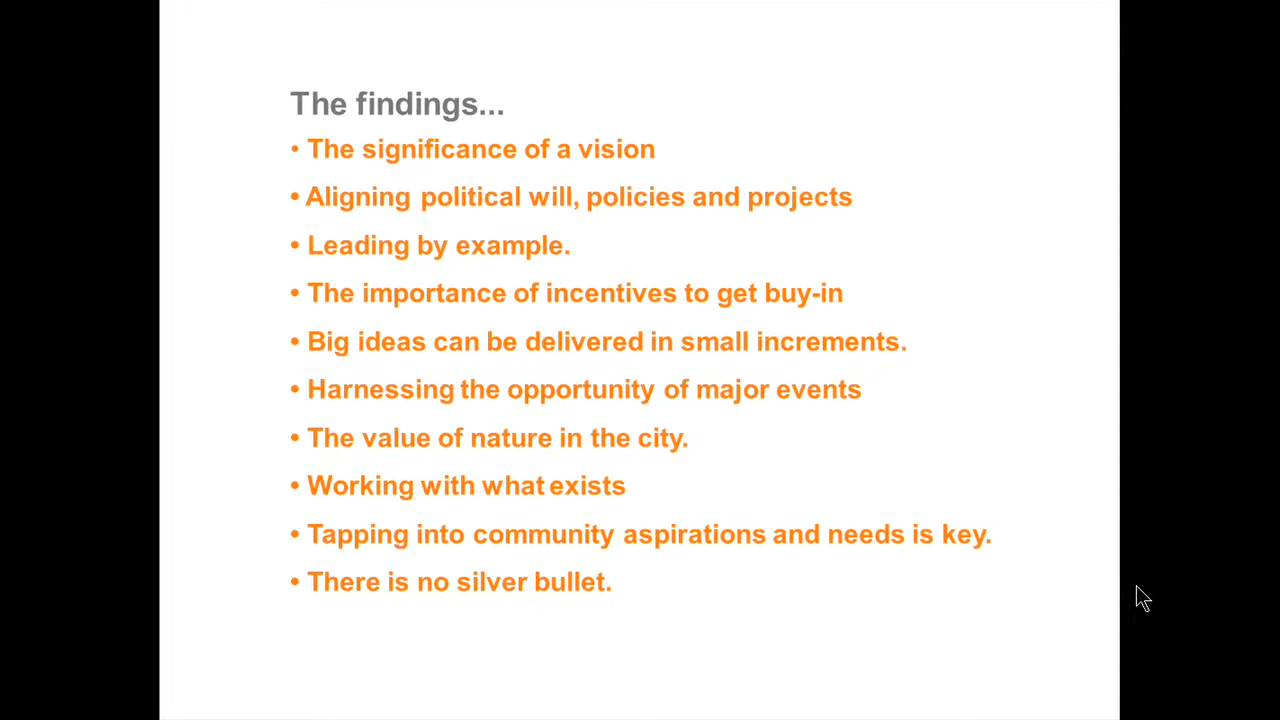 The findings...
• The significance of a vision
• Aligning political will, policies and projects
• Leading by example.
• The importance of incentives to get buy-in
• Big ideas can be delivered in small increments.
• Harnessing the opportunity of major events
• The value of nature in the city.
• Working with what exists
• Tapping into community aspirations and needs is key.
• There is no silver bullet.